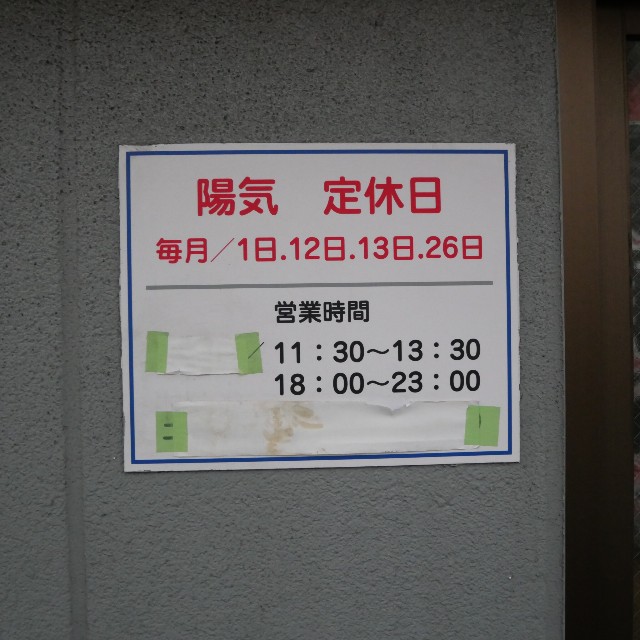 陽気 定休日
毎月／1日.12日.13日.26日
営業時間
／11：30～13：30
18：00～23：00